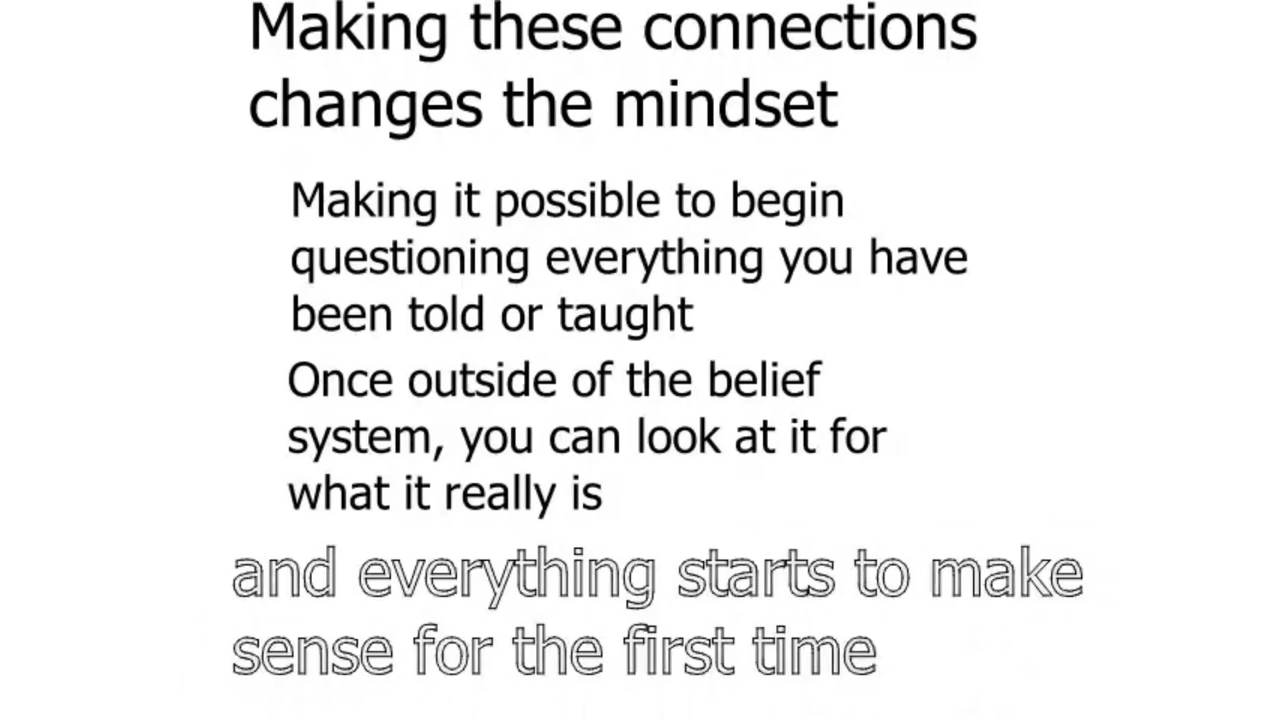 Making these connections
changes the mindset
Making it possible to begin
questioning everything you have
been told or taught
Once outside of the belief
system, you can look at it for
what it really is
and everything starts to make
sense for the first time